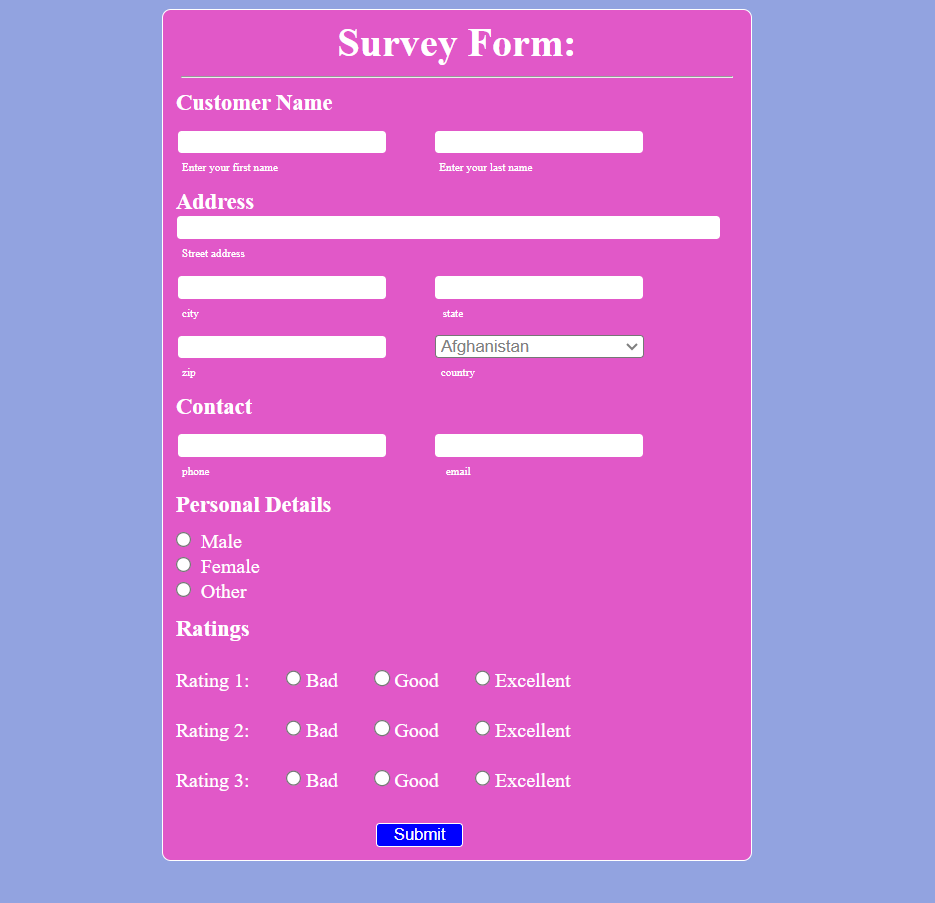 Survey Form:
Customer Name
Enter your first name Enter your last name
Address
Street address
city state
Afghanistan
zip country
Contact
phone email
Personal Details
Male
Female
Other
Ratings
Rating 1: Bad Good Excellent
Rating 2: Bad Good Excellent
Rating 3: Bad Good Excellent
Submit